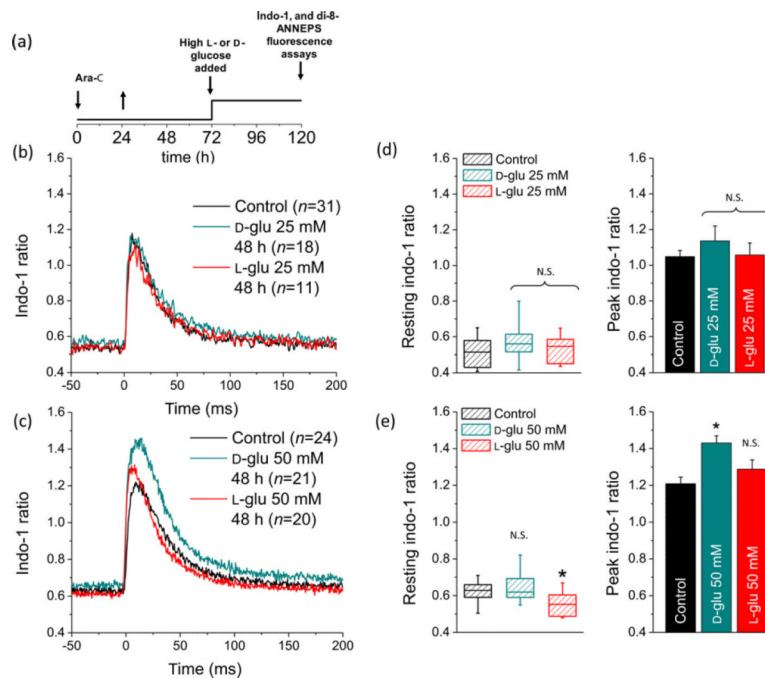 (a)
Indo-1, and di-8-
ANNEPS
fluorescence
assays
High L- or D-
glucose
added
Ara-C
0 24 48 72 96 120
time (h)
(b)
1.6
1.4
1.2
1.0
0.8
0.6
0.4
Indo-1 ratio
Control (n=31)
D-glu 25 mM
48 h (n=18)
L-glu 25 mM
48 h (n=11)
-50 0 50 100 150 200
Time (ms)
(c)
1.6
1.4
1.2
1.0
0.8
0.6
0.4
Indo-1 ratio
Control (n=24)
D-glu 50 mM
48 h (n=21)
L-glu 50 mM
48 h (n=20)
-50 0 50 100 150 200
Time (ms)
(d)
1.6
1.4
1.2
1.0
0.8
0.6
0.4
Resting indo-1 ratio
Control
D-glu 25 mM
L-glu 25 mM
N.S.
1.6
1.4
1.2
1.0
0.8
0.6
0.4
Peak indo-1 ratio
N.S.
Control
D-glu 25 mM
L-glu 25 mM
(e)
1.6
1.4
1.2
1.0
0.8
0.6
0.4
Resting indo-1 ratio
Control
D-glu 50 mM
L-glu 50 mM
N.S.
*
1.6
1.4
1.2
1.0
0.8
0.6
0.4
Peak indo-1 ratio
*
N.S.
Control
D-glu 50 mM
L-glu 50 mM